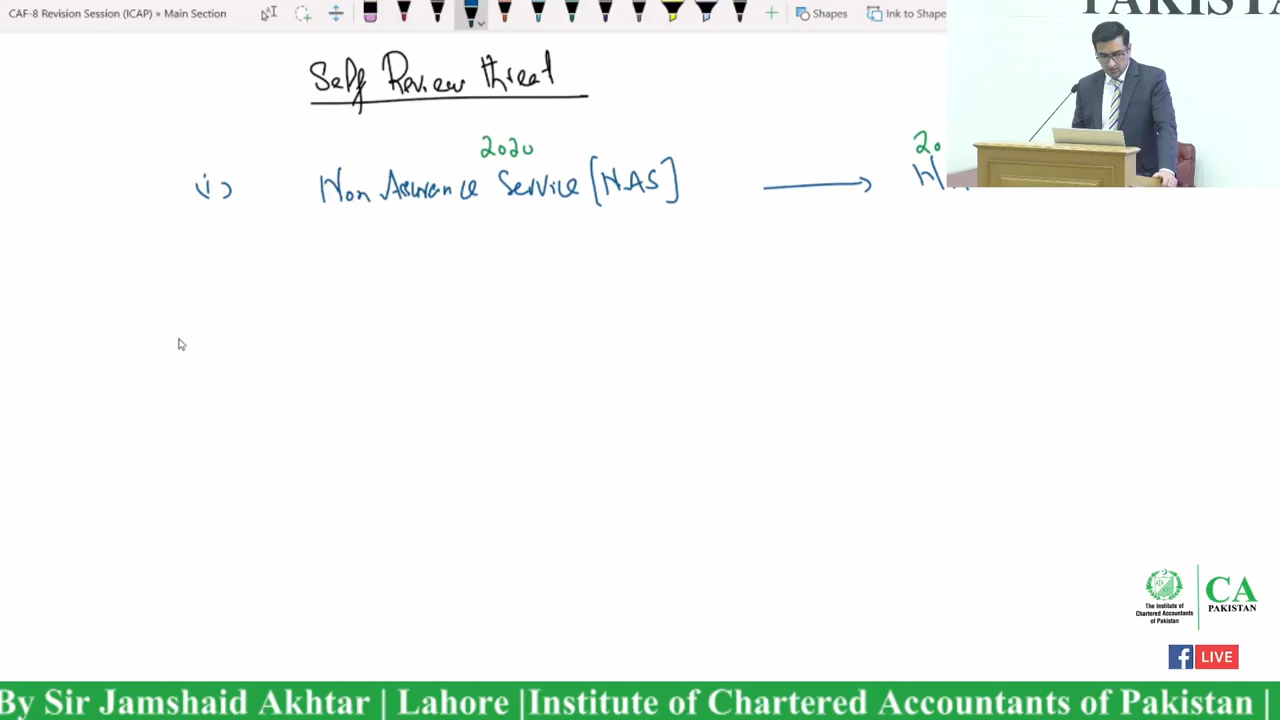 CAF-8 Revision Session (ICAP) » Main Section
Shapes
Ink to Shape
PAKISTAN
Self Review threat
2020
20
(i) Non Assurance Service [NAS]
The Institute of
Chartered Accountants
of Pakistan
CA
PAKISTAN
f LIVE
By Sir Jamshaid Akhtar | Lahore |Institute of Chartered Accountants of Pakistan |